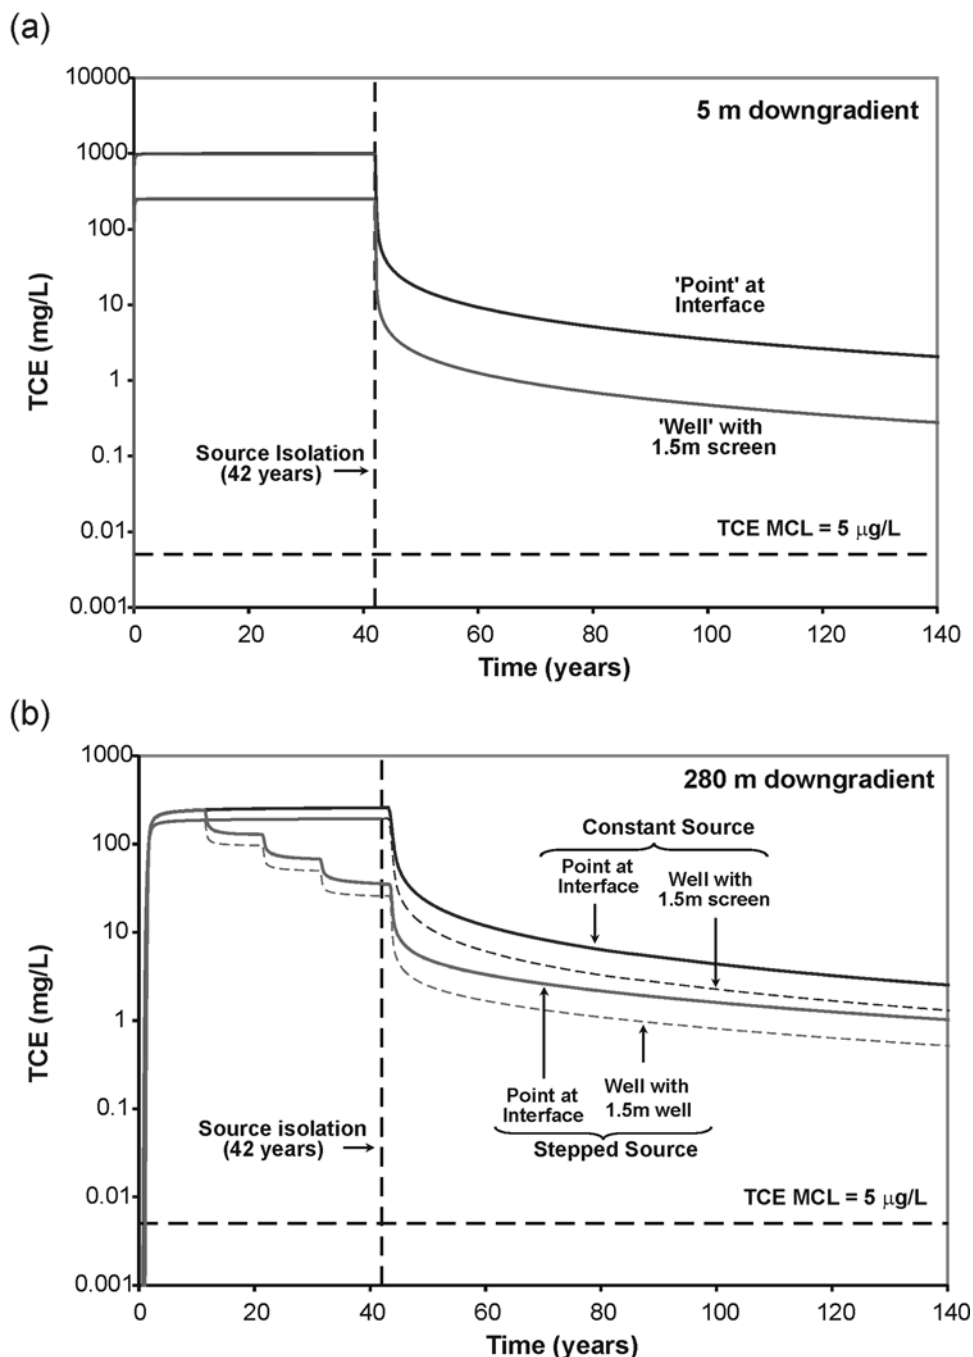 (a)
5 m downgradient
10000
1000
100
10
1
0.1
0.01
0.001
TCE (mg/L)
'Point' at
Interface
'Well' with
1.5m screen
Source Isolation
(42 years)
TCE MCL = 5 µg/L
0 20 40 60 80 100 120 140
Time (years)
(b)
280 m downgradient
1000
100
10
1
0.1
0.01
0.001
TCE (mg/L)
Constant Source
Point at
Interface
Well with
1.5m screen
Point at
Interface
Well with
1.5m well
Stepped Source
Source isolation
(42 years)
TCE MCL = 5 µg/L
0 20 40 60 80 100 120 140
Time (years)